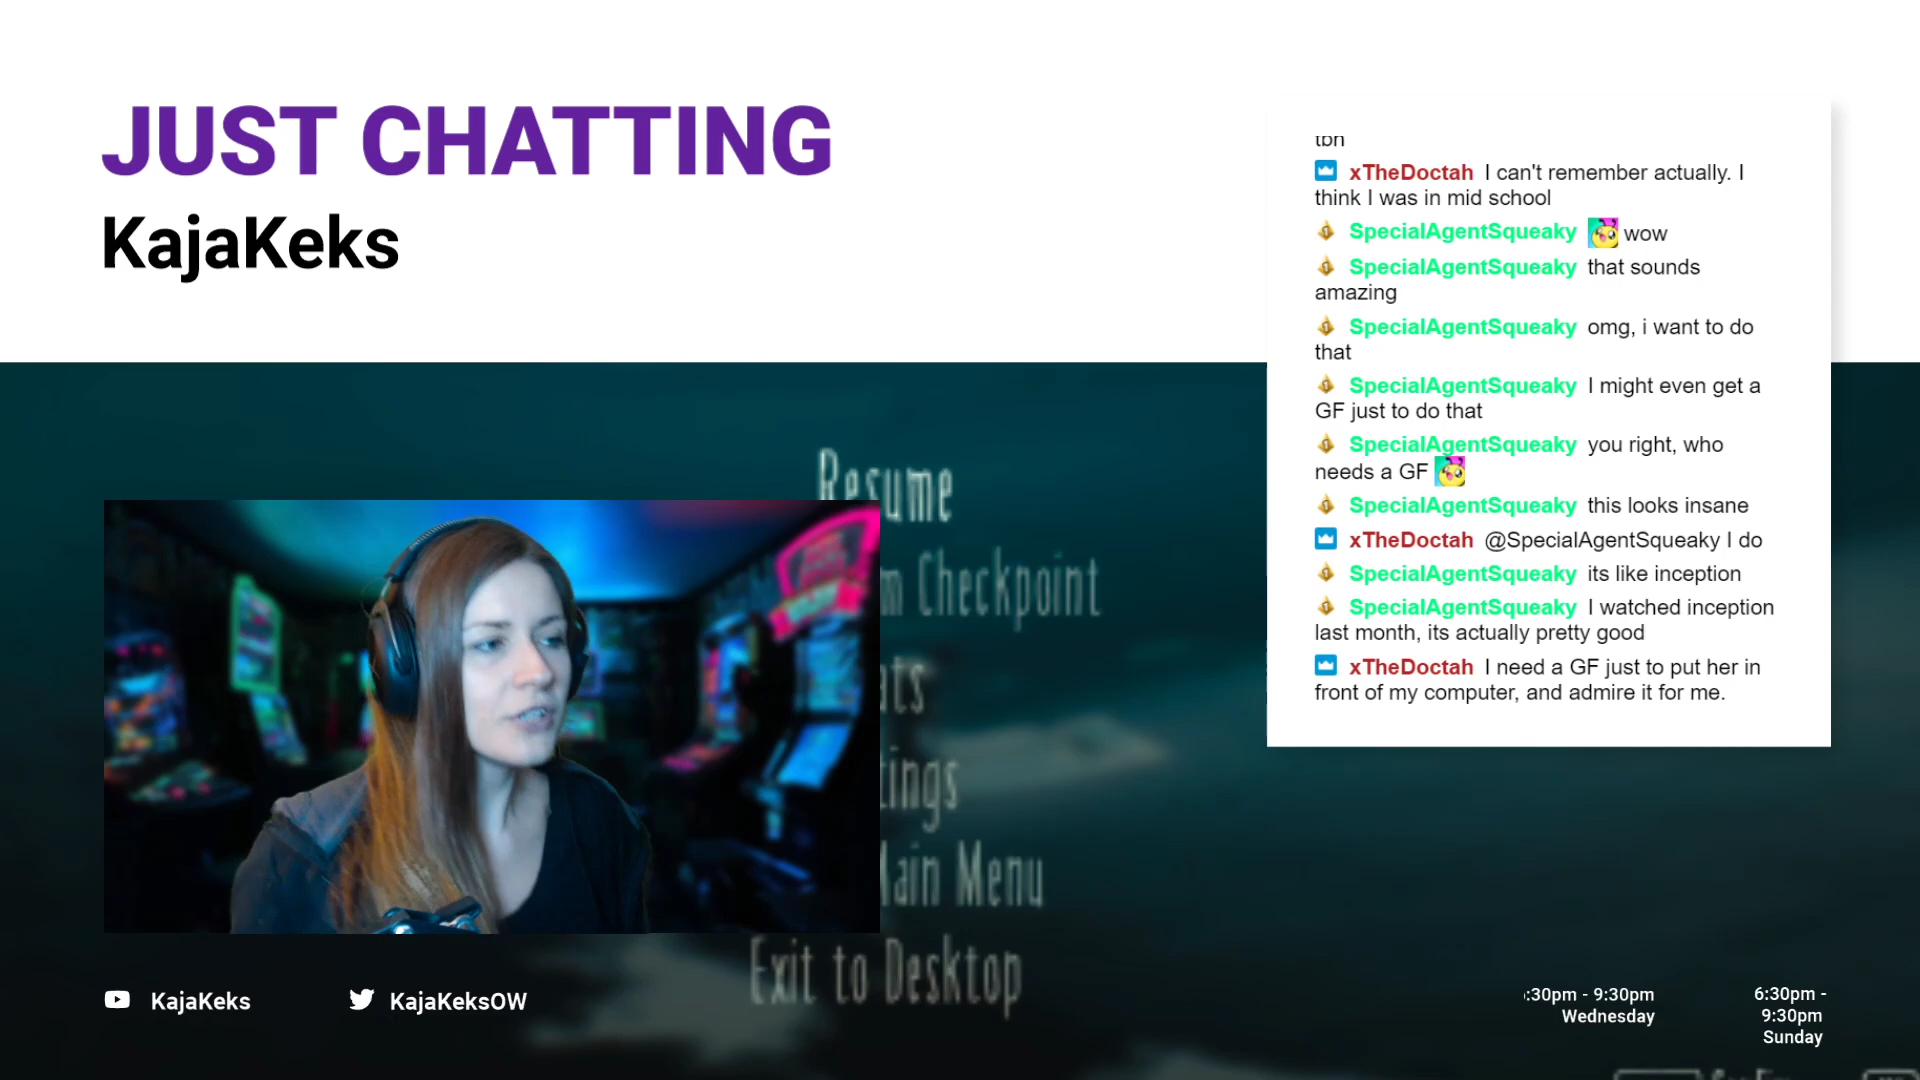 JUST CHATTING
KajaKeks
tbh
xTheDoctah I can't remember actually. I
think I was in mid school
SpecialAgentSqueaky wow
SpecialAgentSqueaky that sounds
amazing
SpecialAgentSqueaky omg, i want to do
that
SpecialAgentSqueaky I might even get a
GF just to do that
SpecialAgentSqueaky you right, who
needs a GF
SpecialAgentSqueaky this looks insane
xTheDoctah @SpecialAgentSqueaky I do
SpecialAgentSqueaky its like inception
SpecialAgentSqueaky I watched inception
last month, its actually pretty good
xTheDoctah I need a GF just to put her in
front of my computer, and admire it for me.
Resume
Checkpoint
Main Menu
Exit to Desktop
KajaKeks
KajaKeksOW
:30pm - 9:30pm
Wednesday
6:30pm -
9:30pm
Sunday